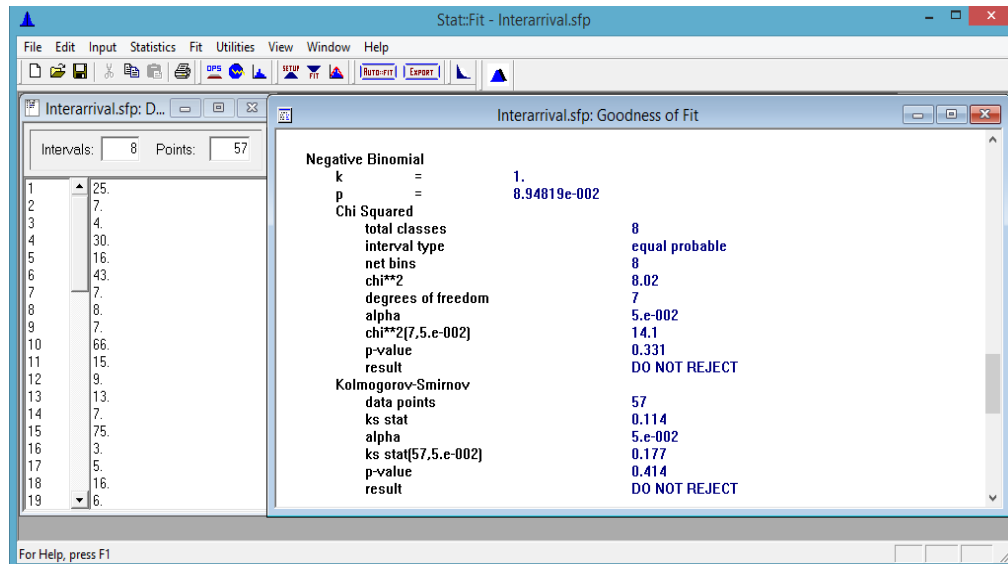 Stat::Fit - Interarrival.sfp
File Edit Input Statistics Fit Utilities View Window Help
OPS SETUP FIT AUTO::FIT EXPORT
Interarrival.sfp: D...
Intervals: 8 Points: 57
1 25.
2 7.
3 4.
4 30.
5 16.
6 43.
7 7.
8 8.
9 7.
10 66.
11 15.
12 9.
13 13.
14 7.
15 75.
16 3.
17 5.
18 16.
19 6.
Interarrival.sfp: Goodness of Fit
Negative Binomial
k = 1.
p = 8.94819e-002
Chi Squared
total classes 8
interval type equal probable
net bins 8
chi**2 8.02
degrees of freedom 7
alpha 5.e-002
chi**2(7,5.e-002) 14.1
p-value 0.331
result DO NOT REJECT
Kolmogorov-Smirnov
data points 57
ks stat 0.114
alpha 5.e-002
ks stat(57,5.e-002) 0.177
p-value 0.414
result DO NOT REJECT
For Help, press F1